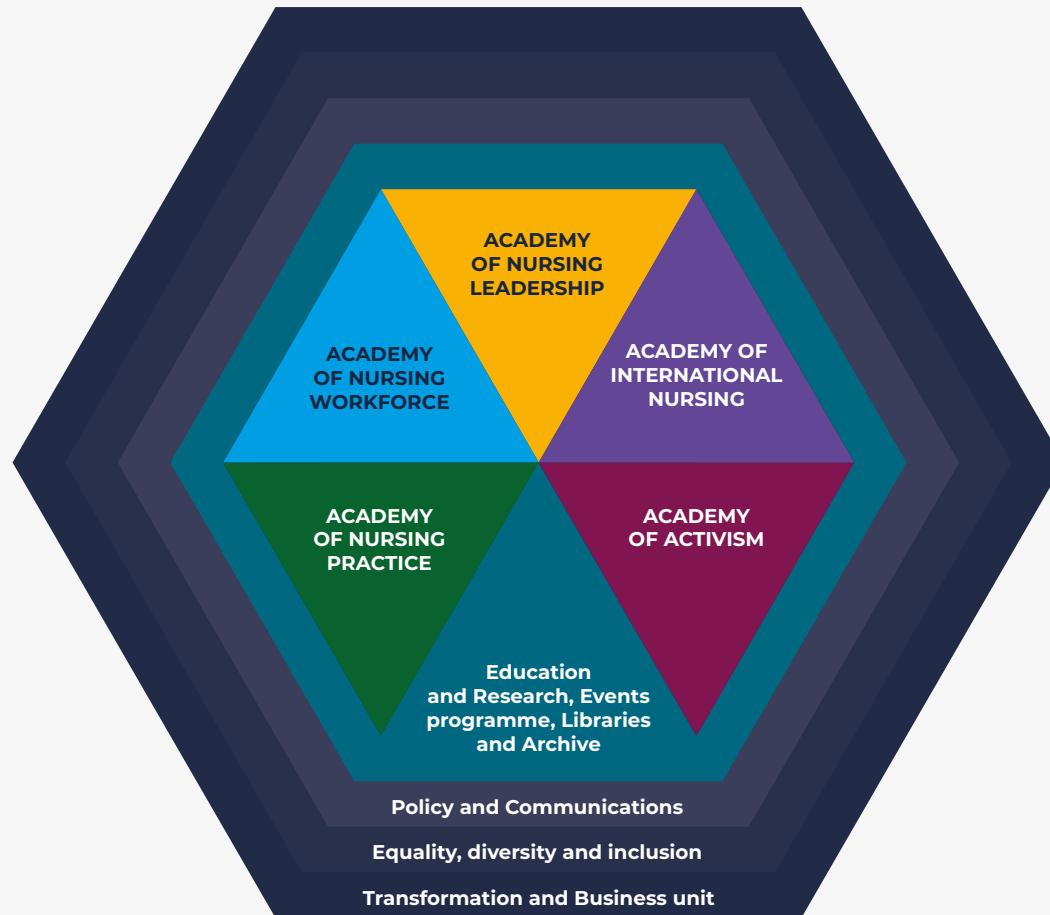 ACADEMY
OF NURSING
LEADERSHIP
ACADEMY
OF NURSING
WORKFORCE
ACADEMY OF
INTERNATIONAL
NURSING
ACADEMY
OF NURSING
PRACTICE
ACADEMY
OF ACTIVISM
Education
and Research, Events
programme, Libraries
and Archive
Policy and Communications
Equality, diversity and inclusion
Transformation and Business unit